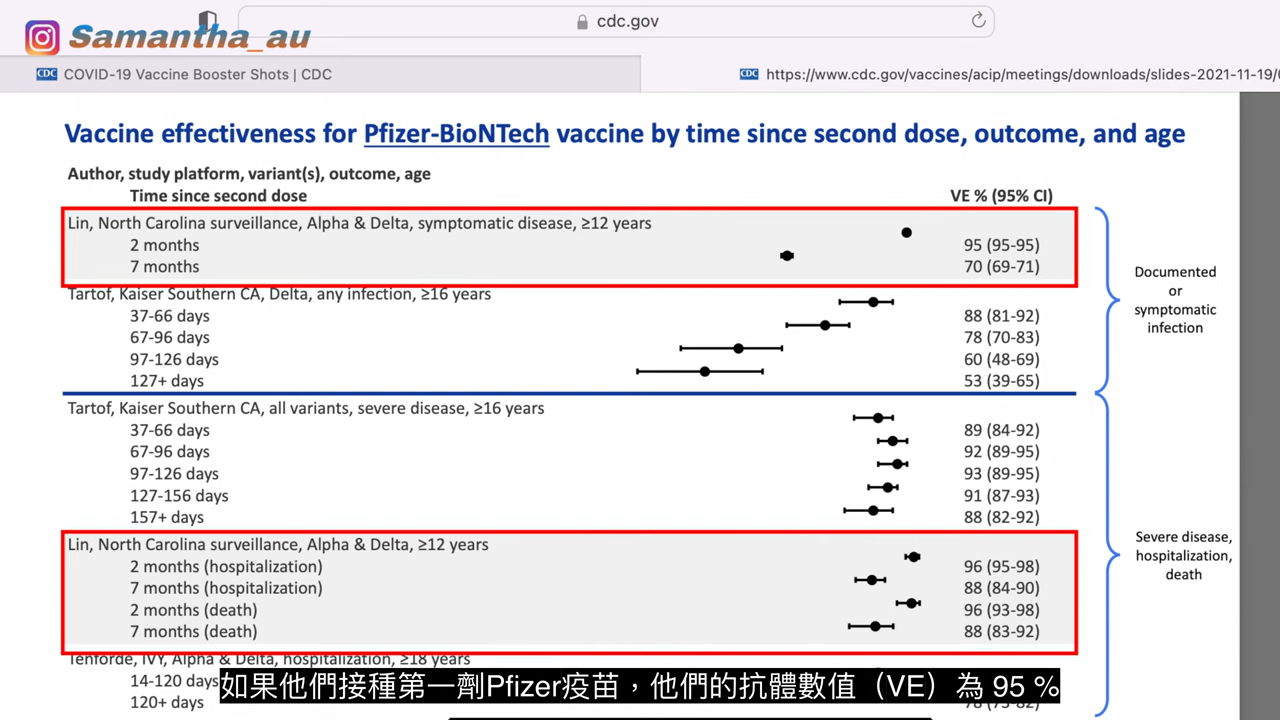 Samantha_au
cdc.gov
CDC COVID-19 Vaccine Booster Shots | CDC
CDC https://www.cdc.gov/vaccines/acip/meetings/downloads/slides-2021-11-19/
Vaccine effectiveness for Pfizer-BioNTech vaccine by time since second dose, outcome, and age
Author, study platform, variant(s), outcome, age
Time since second dose VE % (95% CI)
Lin, North Carolina surveillance, Alpha & Delta, symptomatic disease, ≥12 years
2 months 95 (95-95)
7 months 70 (69-71)
Tartof, Kaiser Southern CA, Delta, any infection, ≥16 years
37-66 days 88 (81-92)
67-96 days 78 (70-83)
97-126 days 60 (48-69)
127+ days 53 (39-65)
Documented
or
symptomatic
infection
Tartof, Kaiser Southern CA, all variants, severe disease, ≥16 years
37-66 days 89 (84-92)
67-96 days 92 (89-95)
97-126 days 93 (89-95)
127-156 days 91 (87-93)
157+ days 88 (82-92)
Lin, North Carolina surveillance, Alpha & Delta, ≥12 years
2 months (hospitalization) 96 (95-98)
7 months (hospitalization) 88 (84-90)
2 months (death) 96 (93-98)
7 months (death) 88 (83-92)
Severe disease,
hospitalization,
death
Tenforde, IVY, Alpha & Delta, hospitalization, ≥18 years
14-120 days
120+ days
如果他們接種第一劑Pfizer疫苗，他們的抗體數值（VE）為 95 %